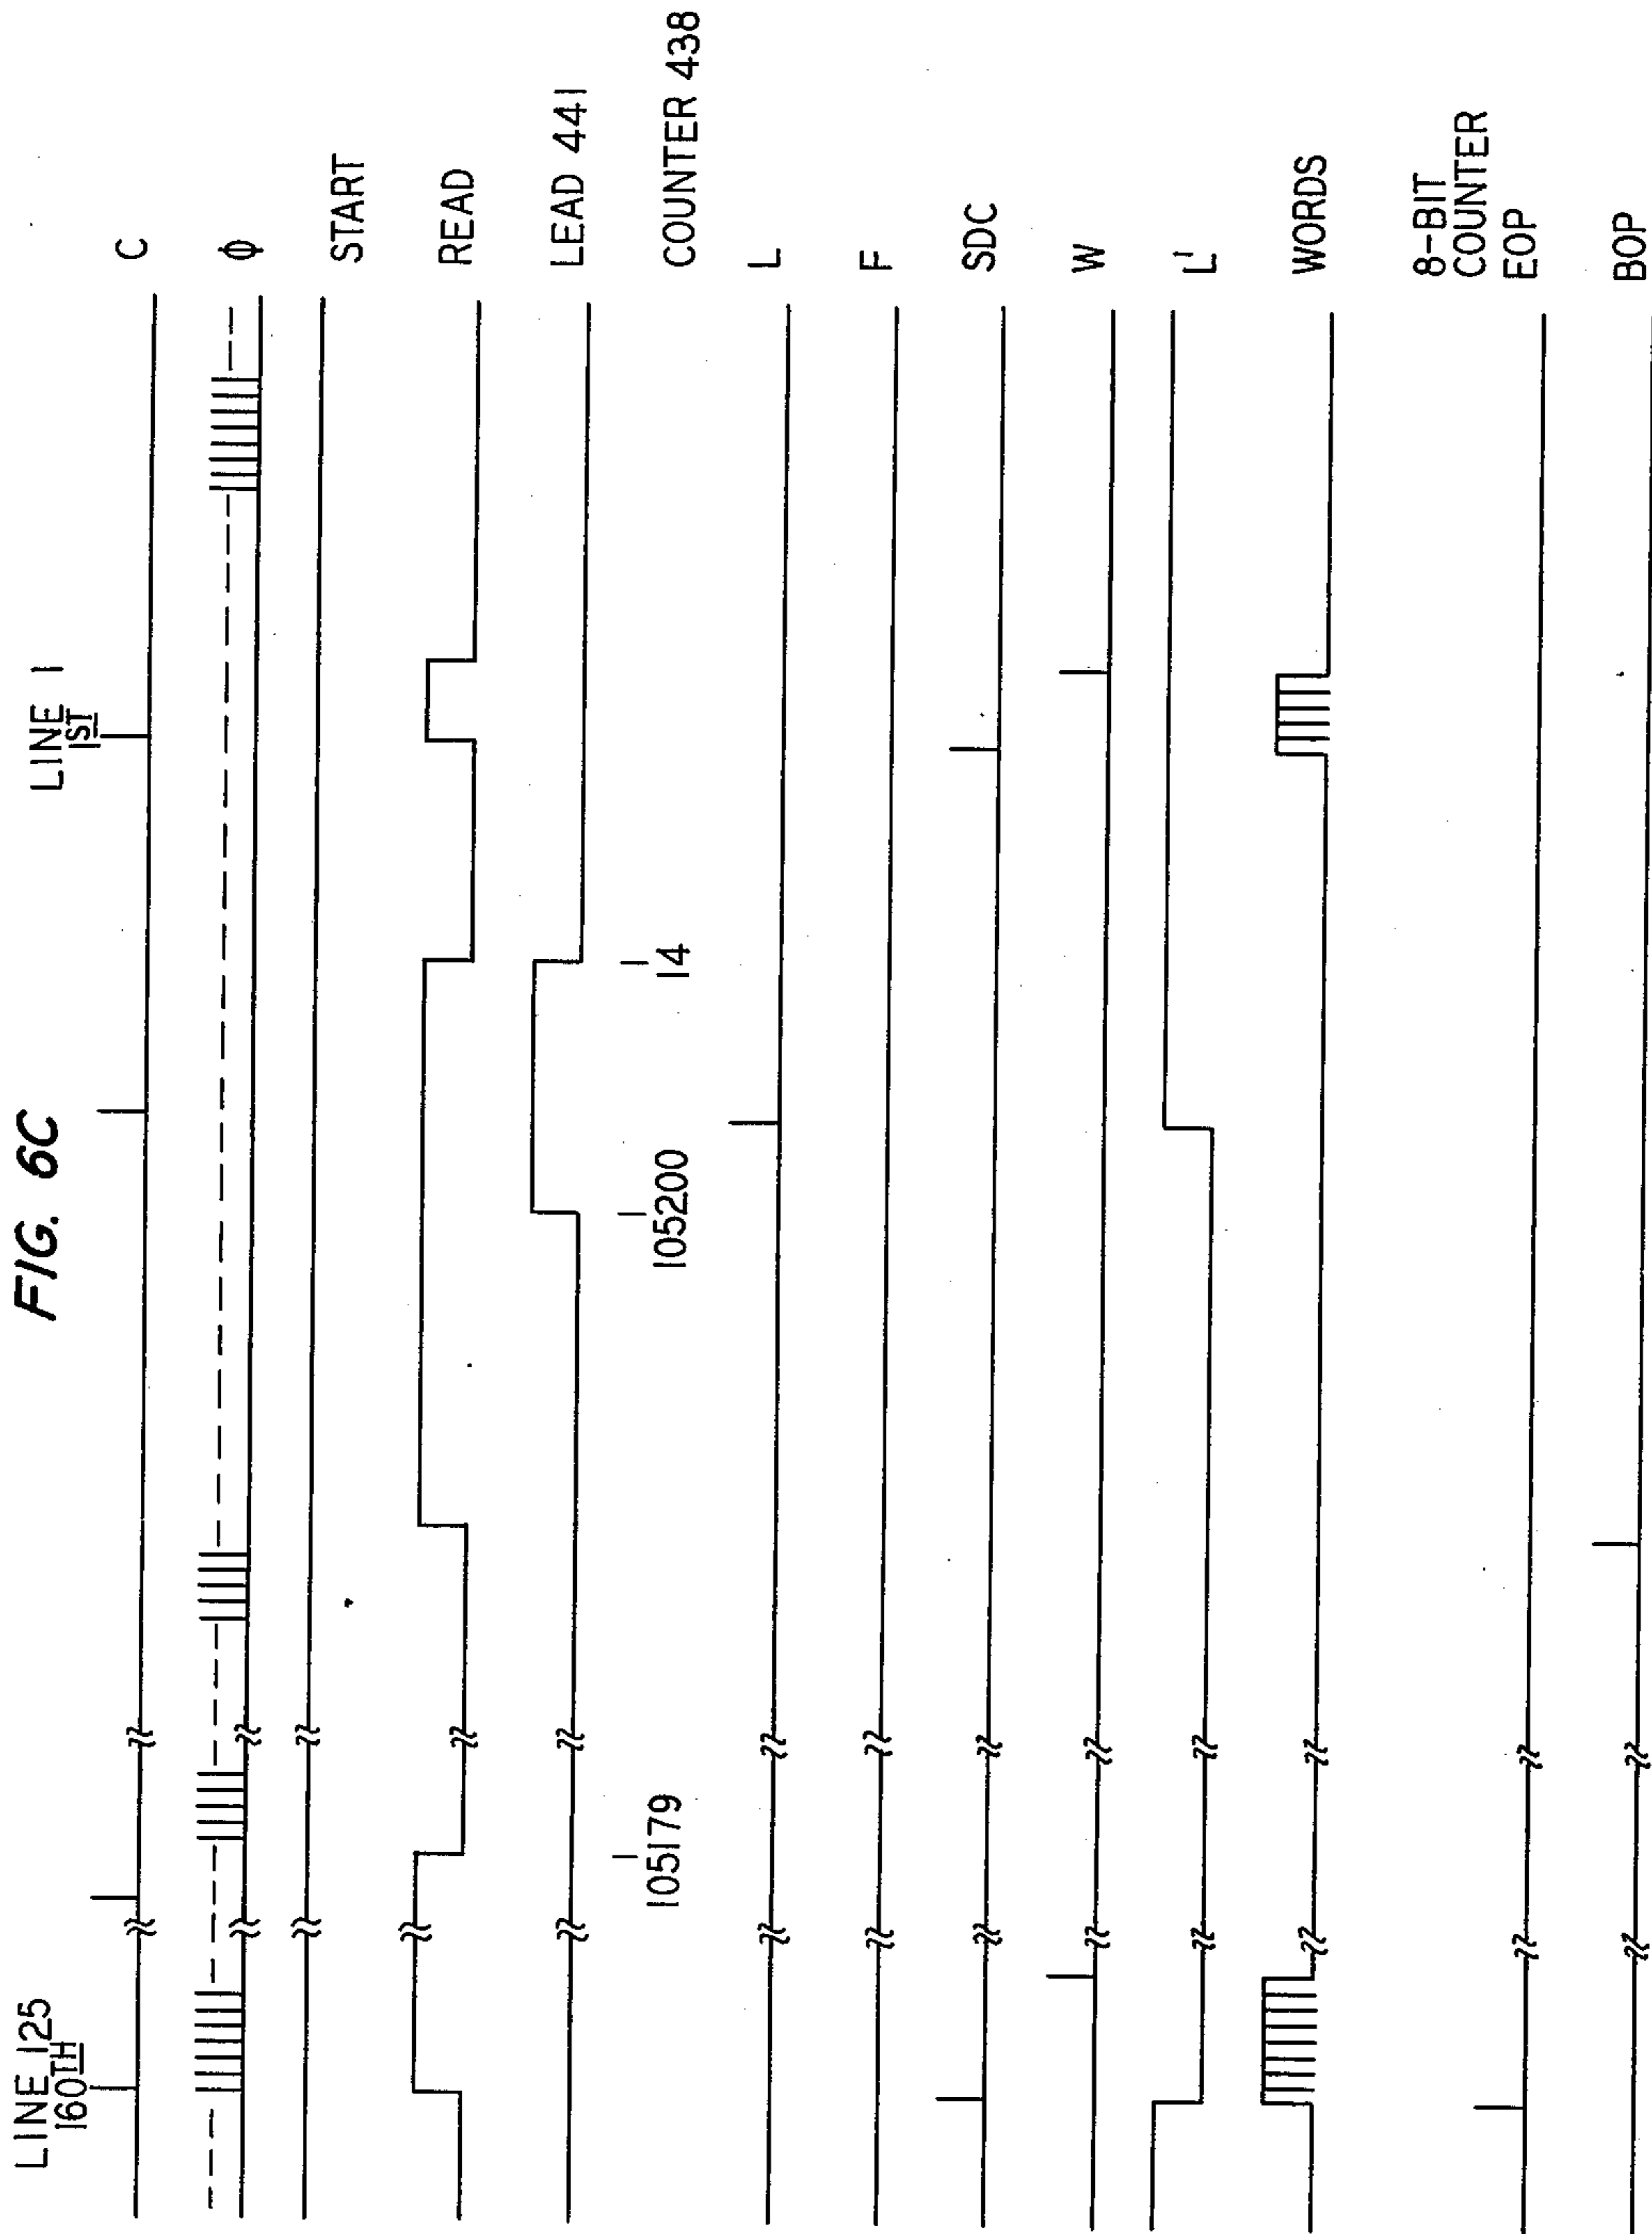 FIG. 6C
LINE 125
160TH
LINE 1
1ST
C
φ
START
READ
LEAD 441
105179
105200
14
COUNTER 438
L
F
SDC
W
L'
WORDS
8-BIT
COUNTER
EOP
BOP